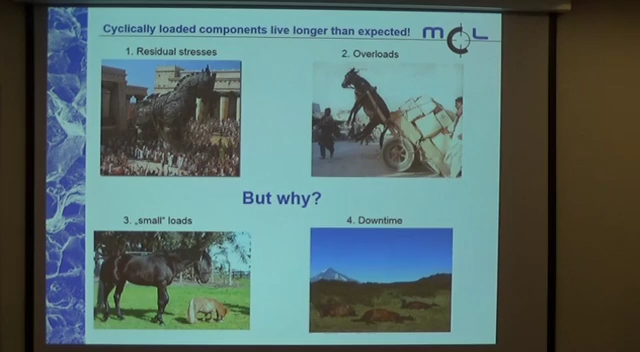 Cyclically loaded components live longer than expected!
MCL
1. Residual stresses
2. Overloads
But why?
3. „small“ loads
4. Downtime